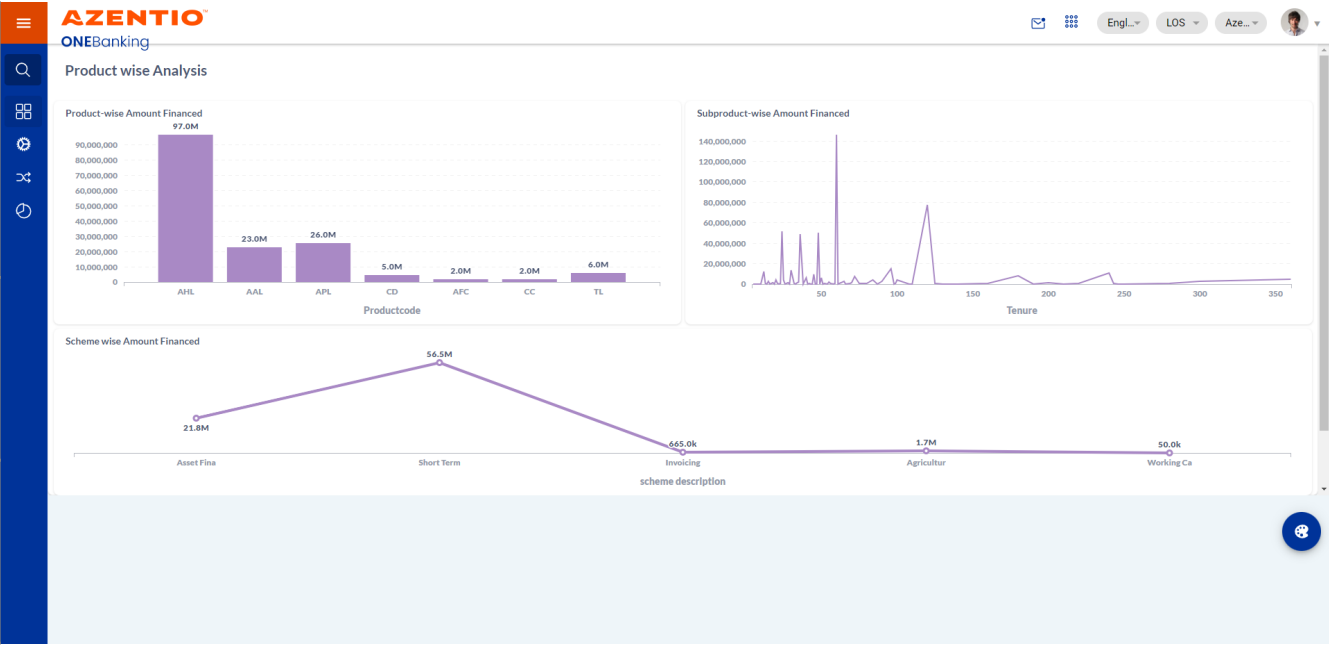 AZENTIO™
ONEBanking
Engl...
LOS
Aze...
Product wise Analysis
Product-wise Amount Financed
97.0M
90,000,000
80,000,000
70,000,000
60,000,000
50,000,000
40,000,000
30,000,000
20,000,000
10,000,000
0
23.0M
26.0M
5.0M
2.0M
2.0M
6.0M
AHL AAL APL CD AFC CC TL
Productcode
Subproduct-wise Amount Financed
140,000,000
120,000,000
100,000,000
80,000,000
60,000,000
40,000,000
20,000,000
0
50 100 150 200 250 300 350
Tenure
Scheme wise Amount Financed
21.8M
56.5M
665.0k
1.7M
50.0k
Asset Fina Short Term Invoicing Agricultur Working Ca
scheme description